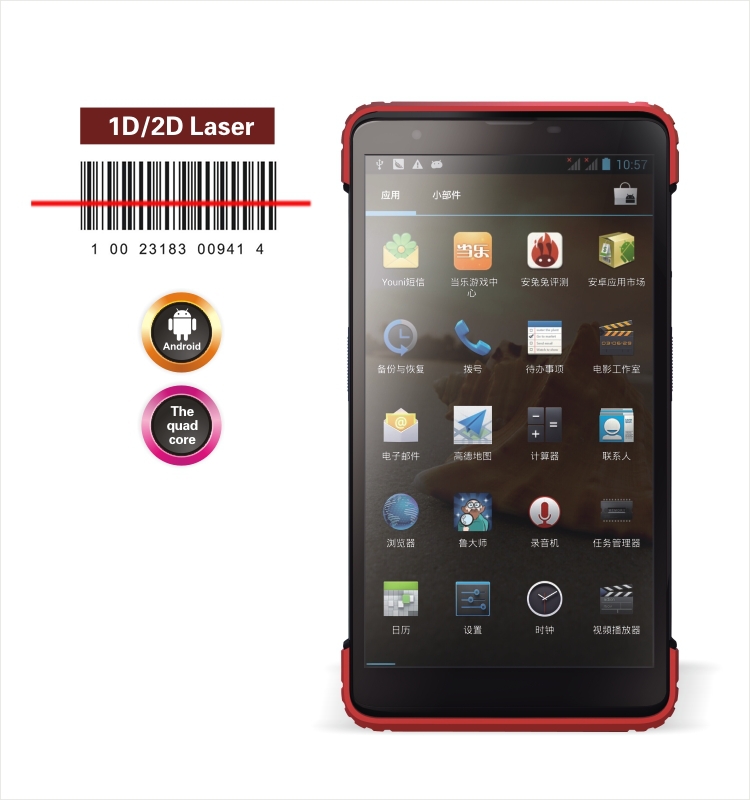 1D/2D Laser
1 00 23183 00941 4
Android
The
quad
core
10:57
应用 小部件
Youni短信 当乐游戏中心 安兔兔评测 安卓应用市场
备份与恢复 拨号 待办事项 电影工作室
电子邮件 高德地图 计算器 联系人
浏览器 鲁大师 录音机 任务管理器
日历 设置 时钟 视频播放器